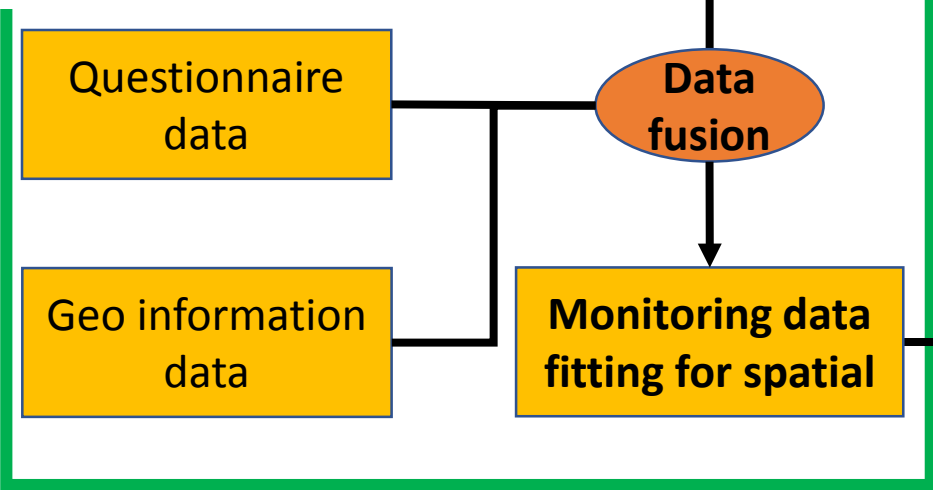 Questionnaire
data
Data
fusion
Geo information
data
Monitoring data
fitting for spatial